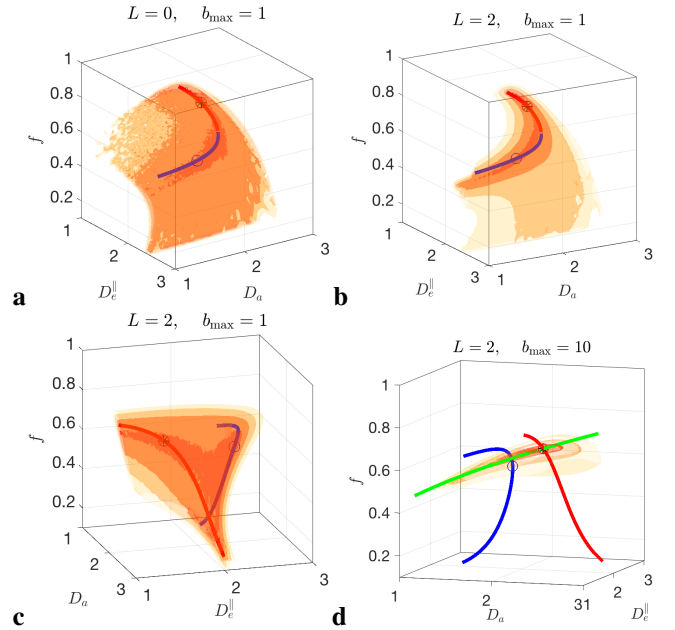 L = 0, b_max = 1
1
0.8
0.6
0.4
0.2
f
1
2
3
D_e^∥
1
2
3
D_a
a
L = 2, b_max = 1
1
0.8
0.6
0.4
0.2
f
1
2
3
D_e^∥
1
2
3
D_a
b
L = 2, b_max = 1
1
0.8
0.6
0.4
0.2
f
1
2
3
D_a
1
2
3
D_e^∥
c
L = 2, b_max = 10
1
0.8
0.6
0.4
0.2
f
1
2
31
D_a
2
3
D_e^∥
d